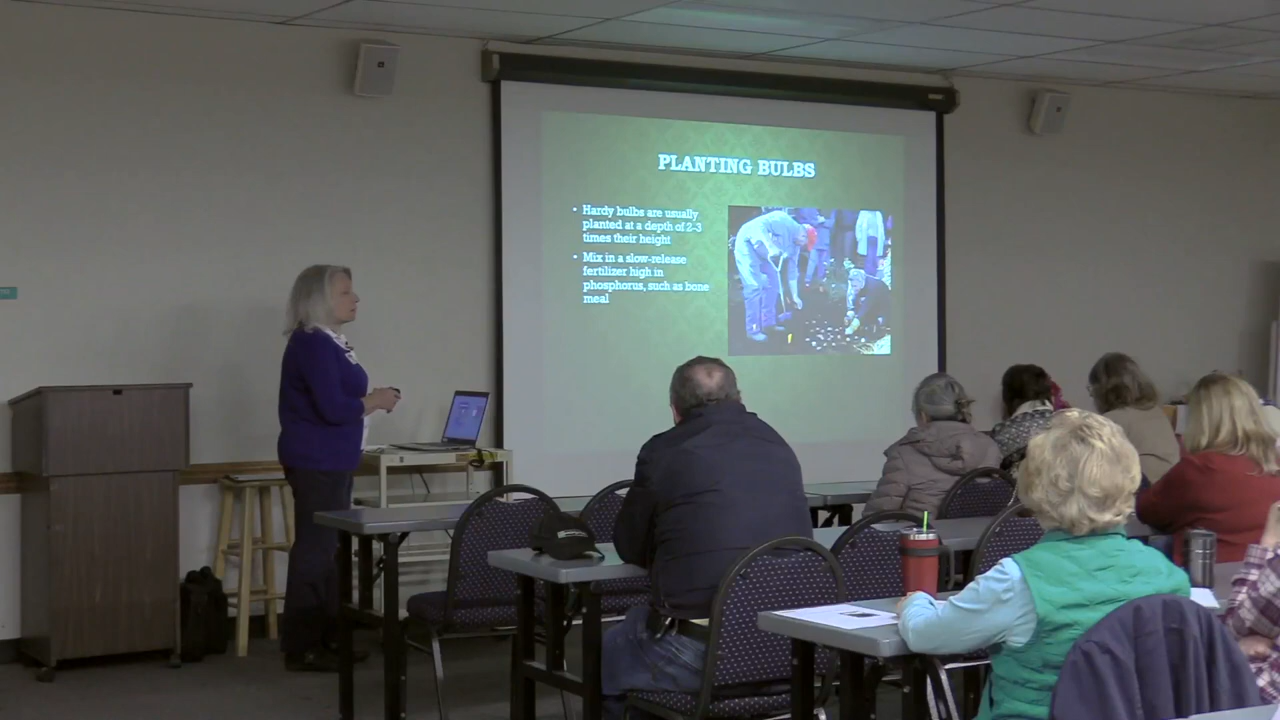 PLANTING BULBS
• Hardy bulbs are usually
planted at a depth of 2-3
times their height
• Mix in a slow-release
fertilizer high in
phosphorus, such as bone
meal